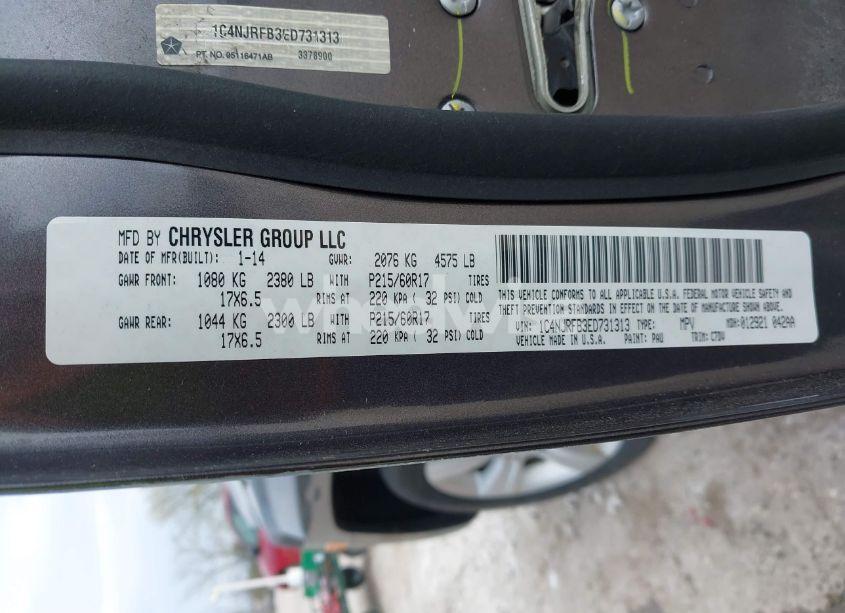 1C4NJRFB3ED731313
PT. NO. 05116471AB 3378900
MFD BY CHRYSLER GROUP LLC
DATE OF MFR(BUILT): 1-14 GVWR: 2076 KG 4575 LB
GAWR FRONT: 1080 KG 2380 LB WITH P215/60R17 TIRES
17X6.5 RIMS AT 220 KPA ( 32 PSI) COLD
GAWR REAR: 1044 KG 2300 LB WITH P215/60R17 TIRES
17X6.5 RIMS AT 220 KPA ( 32 PSI) COLD
THIS VEHICLE CONFORMS TO ALL APPLICABLE U.S.A. FEDERAL MOTOR VEHICLE SAFETY AND
THEFT PREVENTION STANDARDS IN EFFECT ON THE DATE OF MANUFACTURE SHOWN ABOVE.
VIN: 1C4NJRFB3ED731313 TYPE: MPV MDH: 012921 042AA
VEHICLE MADE IN U.S.A. PAINT: PAU TRIM: C7DV